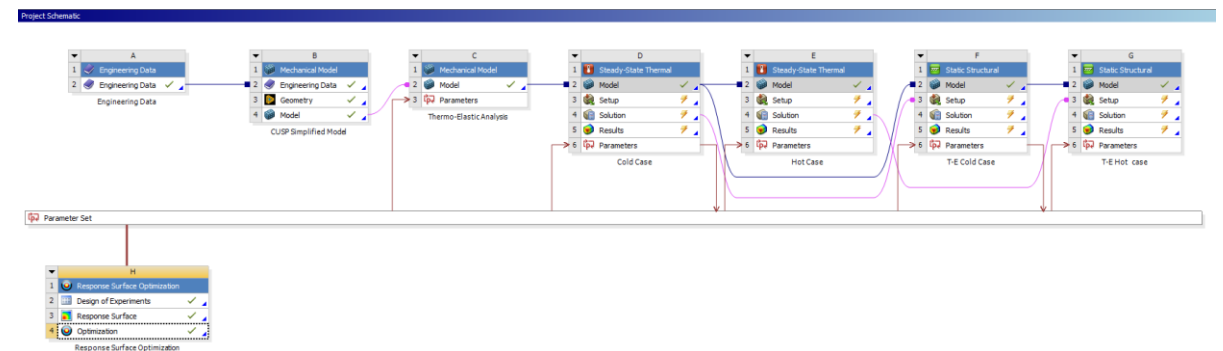 Project Schematic
A
1 Engineering Data
2 Engineering Data
Engineering Data
B
1 Mechanical Model
2 Engineering Data
3 Geometry
4 Model
CUSP Simplified Model
C
1 Mechanical Model
2 Model
3 Parameters
Thermo-Elastic Analysis
D
1 Steady-State Thermal
2 Model
3 Setup
4 Solution
5 Results
6 Parameters
Cold Case
E
1 Steady-State Thermal
2 Model
3 Setup
4 Solution
5 Results
6 Parameters
Hot Case
F
1 Static Structural
2 Model
3 Setup
4 Solution
5 Results
6 Parameters
T-E Cold Case
G
1 Static Structural
2 Model
3 Setup
4 Solution
5 Results
6 Parameters
T-E Hot case
Parameter Set
H
1 Response Surface Optimization
2 Design of Experiments
3 Response Surface
4 Optimization
Response Surface Optimization